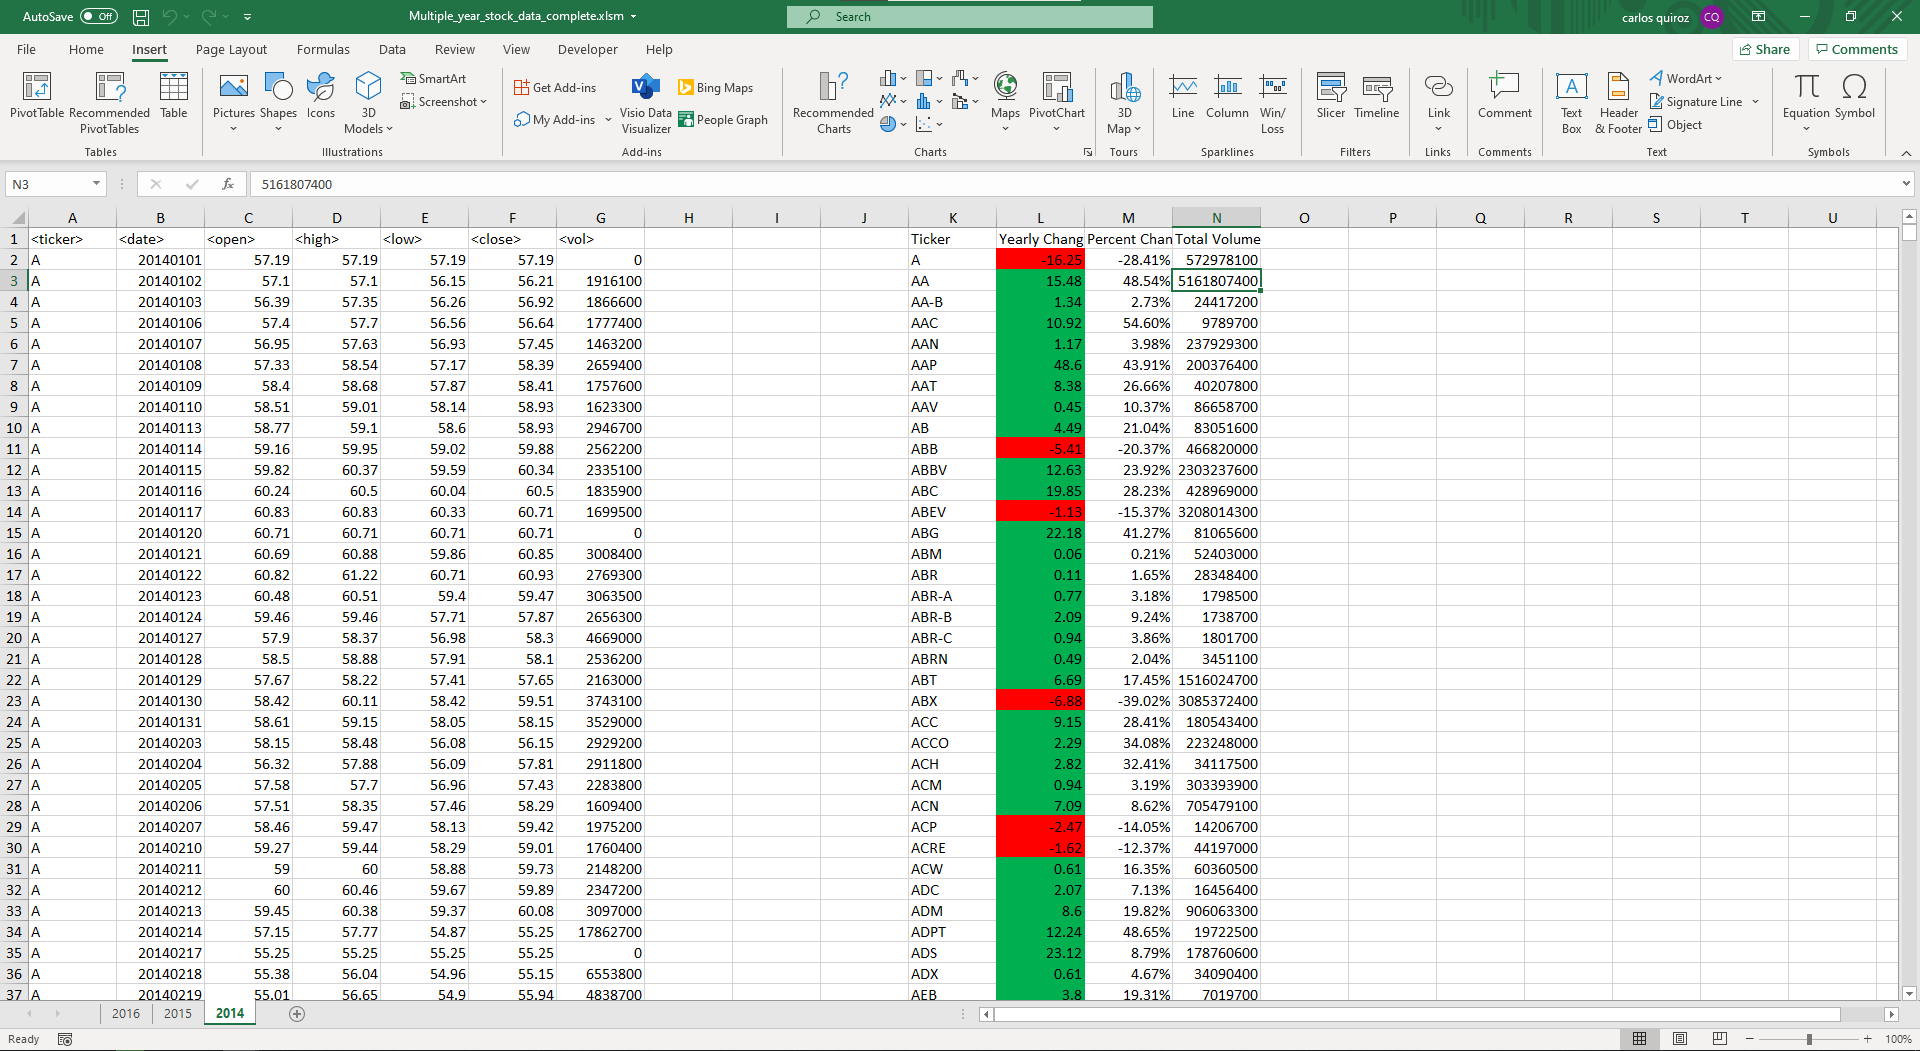 AutoSave Off Multiple_year_stock_data_complete.xlsm Search carlos quiroz CQ
File Home Insert Page Layout Formulas Data Review View Developer Help Share Comments
PivotTable Recommended PivotTables Table Pictures Shapes Icons 3D Models SmartArt Screenshot Get Add-ins My Add-ins Visio Data Visualizer Bing Maps People Graph Recommended Charts Maps PivotChart 3D Map Line Column Win/ Loss Slicer Timeline Link Comment Text Box Header & Footer WordArt Signature Line Object Equation Symbol
Tables Illustrations Add-ins Charts Tours Sparklines Filters Links Comments Text Symbols
N3 fx 5161807400
A B C D E F G H I J K L M N O P Q R S T U
1 <ticker> <date> <open> <high> <low> <close> <vol> Ticker Yearly Chang Percent Chan Total Volume
2 A 20140101 57.19 57.19 57.19 57.19 0 A -16.25 -28.41% 572978100
3 A 20140102 57.1 57.1 56.15 56.21 1916100 AA 15.48 48.54% 5161807400
4 A 20140103 56.39 57.35 56.26 56.92 1866600 AA-B 1.34 2.73% 24417200
5 A 20140106 57.4 57.7 56.56 56.64 1777400 AAC 10.92 54.60% 9789700
6 A 20140107 56.95 57.63 56.93 57.45 1463200 AAN 1.17 3.98% 237929300
7 A 20140108 57.33 58.54 57.17 58.39 2659400 AAP 48.6 43.91% 200376400
8 A 20140109 58.4 58.68 57.87 58.41 1757600 AAT 8.38 26.66% 40207800
9 A 20140110 58.51 59.01 58.14 58.93 1623300 AAV 0.45 10.37% 86658700
10 A 20140113 58.77 59.1 58.6 58.93 2946700 AB 4.49 21.04% 83051600
11 A 20140114 59.16 59.95 59.02 59.88 2562200 ABB -5.41 -20.37% 466820000
12 A 20140115 59.82 60.37 59.59 60.34 2335100 ABBV 12.63 23.92% 2303237600
13 A 20140116 60.24 60.5 60.04 60.5 1835900 ABC 19.85 28.23% 428969000
14 A 20140117 60.83 60.83 60.33 60.71 1699500 ABEV -1.13 -15.37% 3208014300
15 A 20140120 60.71 60.71 60.71 60.71 0 ABG 22.18 41.27% 81065600
16 A 20140121 60.69 60.88 59.86 60.85 3008400 ABM 0.06 0.21% 52403000
17 A 20140122 60.82 61.22 60.71 60.93 2769300 ABR 0.11 1.65% 28348400
18 A 20140123 60.48 60.51 59.4 59.47 3063500 ABR-A 0.77 3.18% 1798500
19 A 20140124 59.46 59.46 57.71 57.87 2656300 ABR-B 2.09 9.24% 1738700
20 A 20140127 57.9 58.37 56.98 58.3 4669000 ABR-C 0.94 3.86% 1801700
21 A 20140128 58.5 58.88 57.91 58.1 2536200 ABRN 0.49 2.04% 3451100
22 A 20140129 57.67 58.22 57.41 57.65 2163000 ABT 6.69 17.45% 1516024700
23 A 20140130 58.42 60.11 58.42 59.51 3743100 ABX -6.88 -39.02% 3085372400
24 A 20140131 58.61 59.15 58.05 58.15 3529000 ACC 9.15 28.41% 180543400
25 A 20140203 58.15 58.48 56.08 56.15 2929200 ACCO 2.29 34.08% 223248000
26 A 20140204 56.32 57.88 56.09 57.81 2911800 ACH 2.82 32.41% 34117500
27 A 20140205 57.58 57.7 56.96 57.43 2283800 ACM 0.94 3.19% 303393900
28 A 20140206 57.51 58.35 57.46 58.29 1609400 ACN 7.09 8.62% 705479100
29 A 20140207 58.46 59.47 58.13 59.42 1975200 ACP -2.47 -14.05% 14206700
30 A 20140210 59.27 59.44 58.29 59.01 1760400 ACRE -1.62 -12.37% 44197000
31 A 20140211 59 60 58.88 59.73 2148200 ACW 0.61 16.35% 60360500
32 A 20140212 60 60.46 59.67 59.89 2347200 ADC 2.07 7.13% 16456400
33 A 20140213 59.45 60.38 59.37 60.08 3097000 ADM 8.6 19.82% 906063300
34 A 20140214 57.15 57.77 54.87 55.25 17862700 ADPT 12.24 48.65% 19722500
35 A 20140217 55.25 55.25 55.25 55.25 0 ADS 23.12 8.79% 178760600
36 A 20140218 55.38 56.04 54.96 55.15 6553800 ADX 0.61 4.67% 34090400
37 A 20140219 55.01 56.65 54.9 55.94 4838700 AEB 3.8 19.31% 7019700
2016 2015 2014
Ready 100%